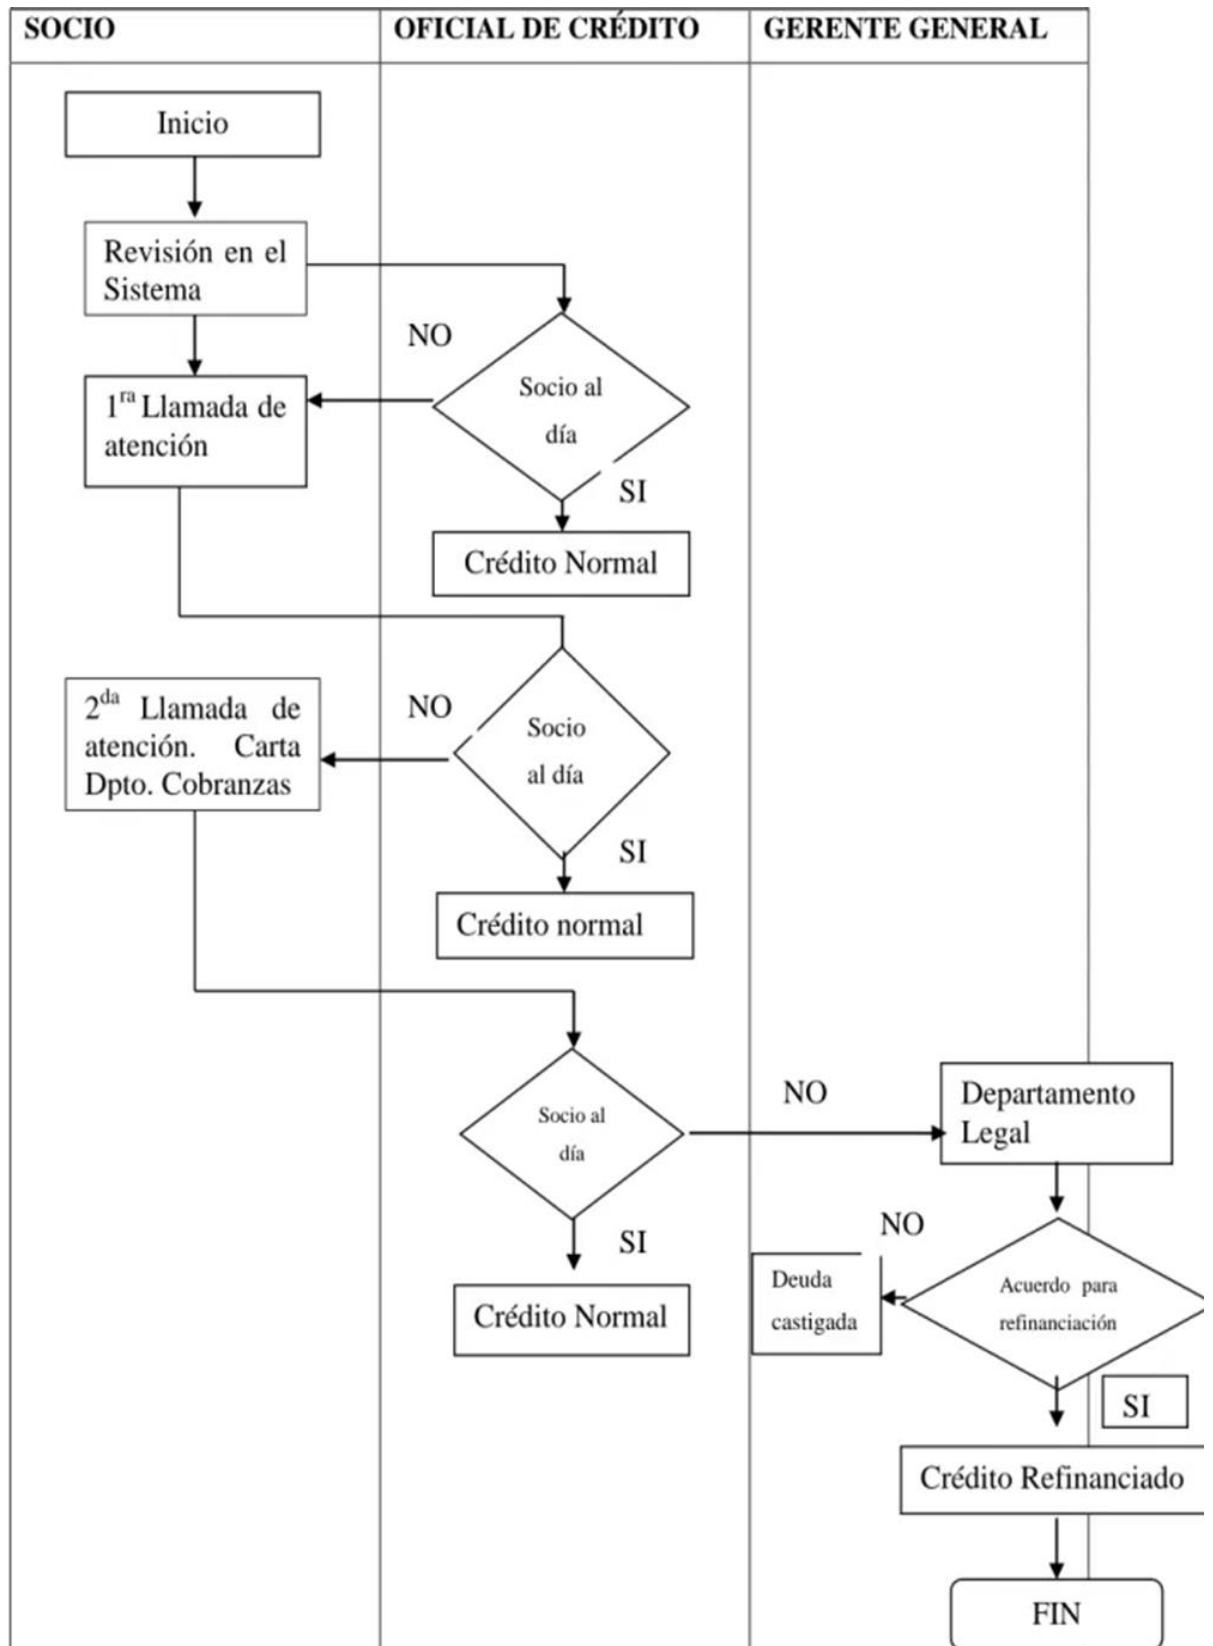 SOCIO
OFICIAL DE CRÉDITO
GERENTE GENERAL
Inicio
Revisión en el
Sistema
NO
Socio al
día
1ra Llamada de
atención
SI
Crédito Normal
2da Llamada de
atención. Carta
Dpto. Cobranzas
NO
Socio
al día
SI
Crédito normal
Socio al
día
NO
Departamento
Legal
SI
Crédito Normal
NO
Deuda
castigada
Acuerdo para
refinanciación
SI
Crédito Refinanciado
FIN